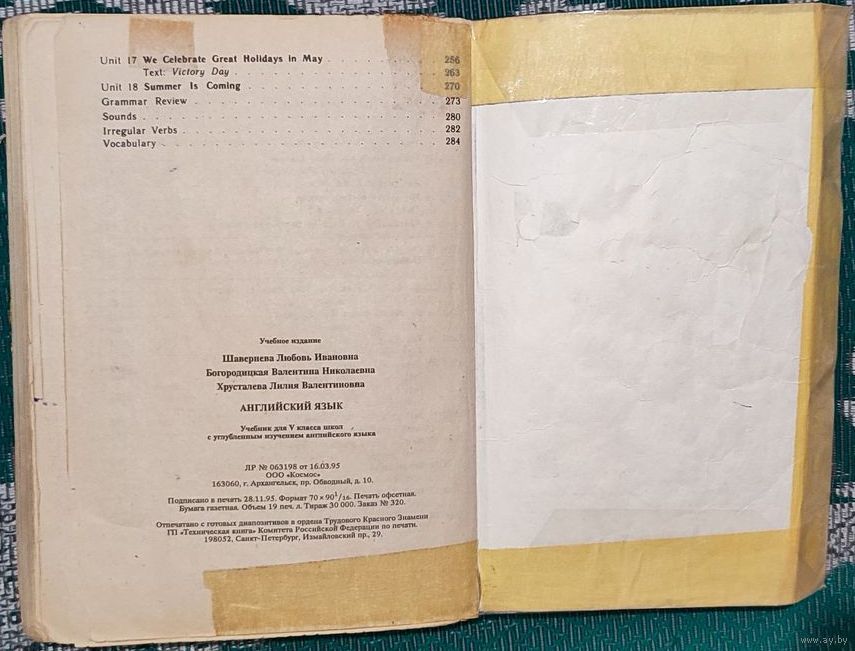 Unit 17 We Celebrate Great Holidays in May . . . . . . . . . . . 256
Text: Victory Day . . . . . . . . . . . . . . . . . . 263
Unit 18 Summer Is Coming . . . . . . . . . . . . . . . . . 270
Grammar Review . . . . . . . . . . . . . . . . . . . . . 273
Sounds . . . . . . . . . . . . . . . . . . . . . . . . . 280
Irregular Verbs . . . . . . . . . . . . . . . . . . . . . . 282
Vocabulary . . . . . . . . . . . . . . . . . . . . . . . . 284
Учебное издание
Шавернева Любовь Ивановна
Богородицкая Валентина Николаевна
Хрусталева Лилия Валентиновна
АНГЛИЙСКИЙ ЯЗЫК
Учебник для V класса школ
с углубленным изучением английского языка
ЛР № 063198 от 16.03.95
ООО «Космос»
163060, г. Архангельск, пр. Обводный, д. 10.
Подписано в печать 28.11.95. Формат 70 × 90 1/16. Печать офсетная.
Бумага газетная. Объем 19 печ. л. Тираж 30 000. Заказ № 320.
Отпечатано с готовых диапозитивов в ордена Трудового Красного Знамени
ГП «Техническая книга» Комитета Российской Федерации по печати.
198052, Санкт-Петербург, Измайловский пр., 29.
www.ay.by